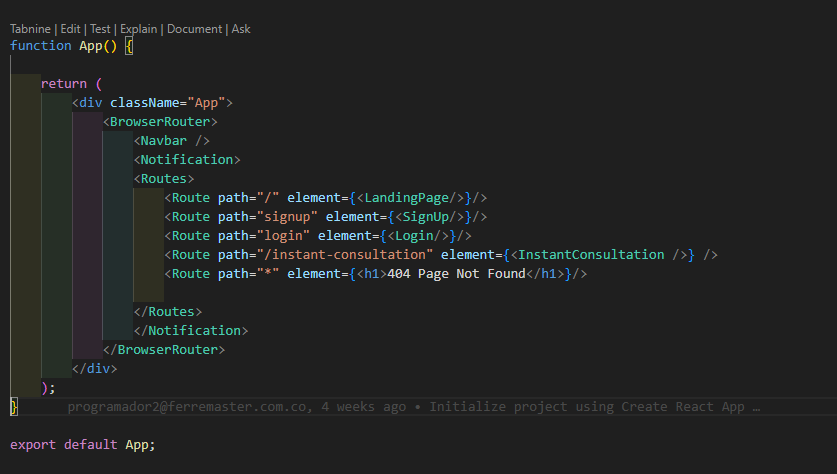 Tabnine | Edit | Test | Explain | Document | Ask
function App() {
return (
<div className="App">
<BrowserRouter>
<Navbar />
<Notification>
<Routes>
<Route path="/" element={<LandingPage/>}/>
<Route path="signup" element={<SignUp/>}/>
<Route path="login" element={<Login/>}/>
<Route path="/instant-consultation" element={<InstantConsultation />} />
<Route path="*" element={<h1>404 Page Not Found</h1>}/>
</Routes>
</Notification>
</BrowserRouter>
</div>
);
} programador2@ferremaster.com.co, 4 weeks ago • Initialize project using Create React App …
export default App;